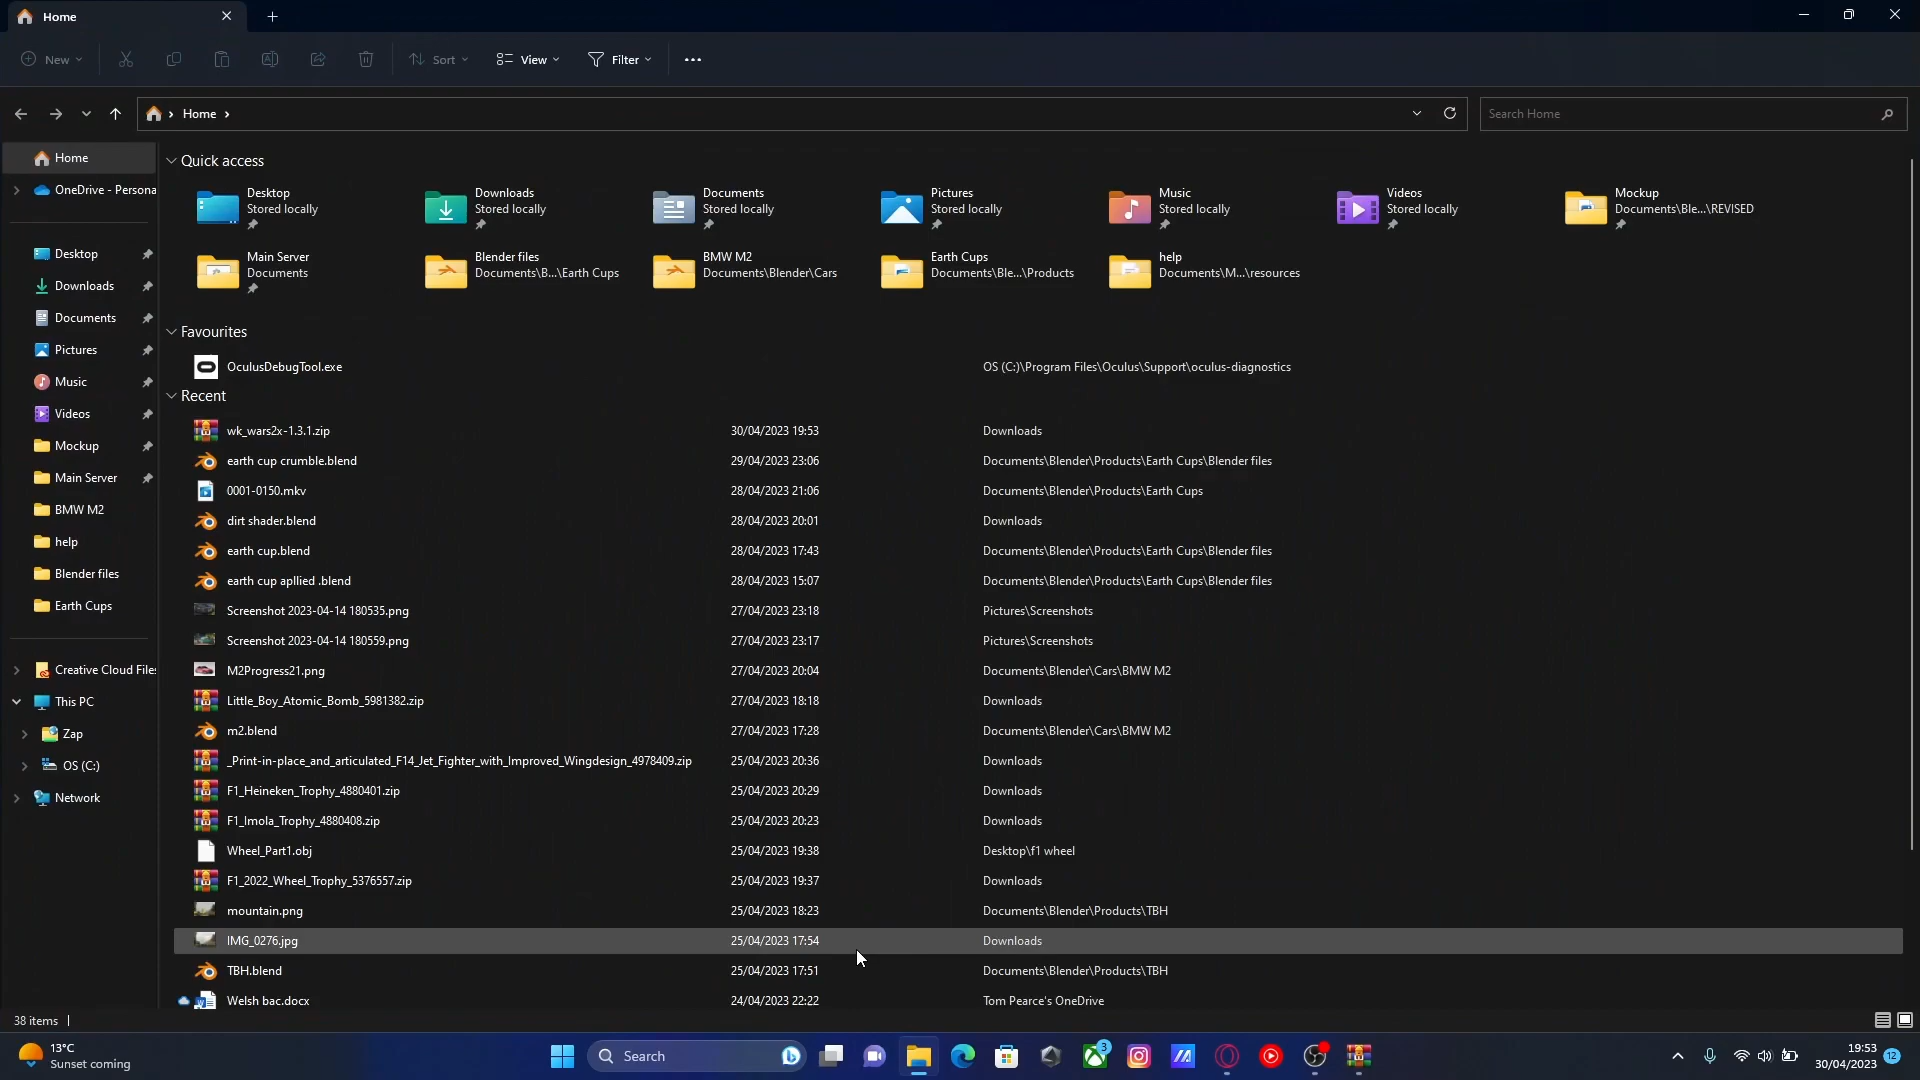 Home
New
Sort
View
Filter
Home
Search Home
Home
OneDrive - Persona
Desktop
Downloads
Documents
Pictures
Music
Videos
Mockup
Main Server
BMW M2
help
Blender files
Earth Cups
Creative Cloud Files
This PC
Zap
OS (C:)
Network
Quick access
Desktop
Stored locally
Downloads
Stored locally
Documents
Stored locally
Pictures
Stored locally
Music
Stored locally
Videos
Stored locally
Mockup
Documents\Ble...\REVISED
Main Server
Documents
Blender files
Documents\B...\Earth Cups
BMW M2
Documents\Blender\Cars
Earth Cups
Documents\Ble...\Products
help
Documents\M...\resources
Favourites
OculusDebugTool.exe OS (C:)\Program Files\Oculus\Support\oculus-diagnostics
Recent
wk_wars2x-1.3.1.zip 30/04/2023 19:53 Downloads
earth cup crumble.blend 29/04/2023 23:06 Documents\Blender\Products\Earth Cups\Blender files
0001-0150.mkv 28/04/2023 21:06 Documents\Blender\Products\Earth Cups
dirt shader.blend 28/04/2023 20:01 Downloads
earth cup.blend 28/04/2023 17:43 Documents\Blender\Products\Earth Cups\Blender files
earth cup apllied .blend 28/04/2023 15:07 Documents\Blender\Products\Earth Cups\Blender files
Screenshot 2023-04-14 180535.png 27/04/2023 23:18 Pictures\Screenshots
Screenshot 2023-04-14 180559.png 27/04/2023 23:17 Pictures\Screenshots
M2Progress21.png 27/04/2023 20:04 Documents\Blender\Cars\BMW M2
Little_Boy_Atomic_Bomb_5981382.zip 27/04/2023 18:18 Downloads
m2.blend 27/04/2023 17:28 Documents\Blender\Cars\BMW M2
_Print-in-place_and_articulated_F14_Jet_Fighter_with_Improved_Wingdesign_4978409.zip 25/04/2023 20:36 Downloads
F1_Heineken_Trophy_4880401.zip 25/04/2023 20:29 Downloads
F1_Imola_Trophy_4880408.zip 25/04/2023 20:23 Downloads
Wheel_Part1.obj 25/04/2023 19:38 Desktop\f1 wheel
F1_2022_Wheel_Trophy_5376557.zip 25/04/2023 19:37 Downloads
mountain.png 25/04/2023 18:23 Documents\Blender\Products\TBH
IMG_0276.jpg 25/04/2023 17:54 Downloads
TBH.blend 25/04/2023 17:51 Documents\Blender\Products\TBH
Welsh bac.docx 24/04/2023 22:22 Tom Pearce's OneDrive
38 items
13°C
Sunset coming
Search
3
19:53
30/04/2023
12